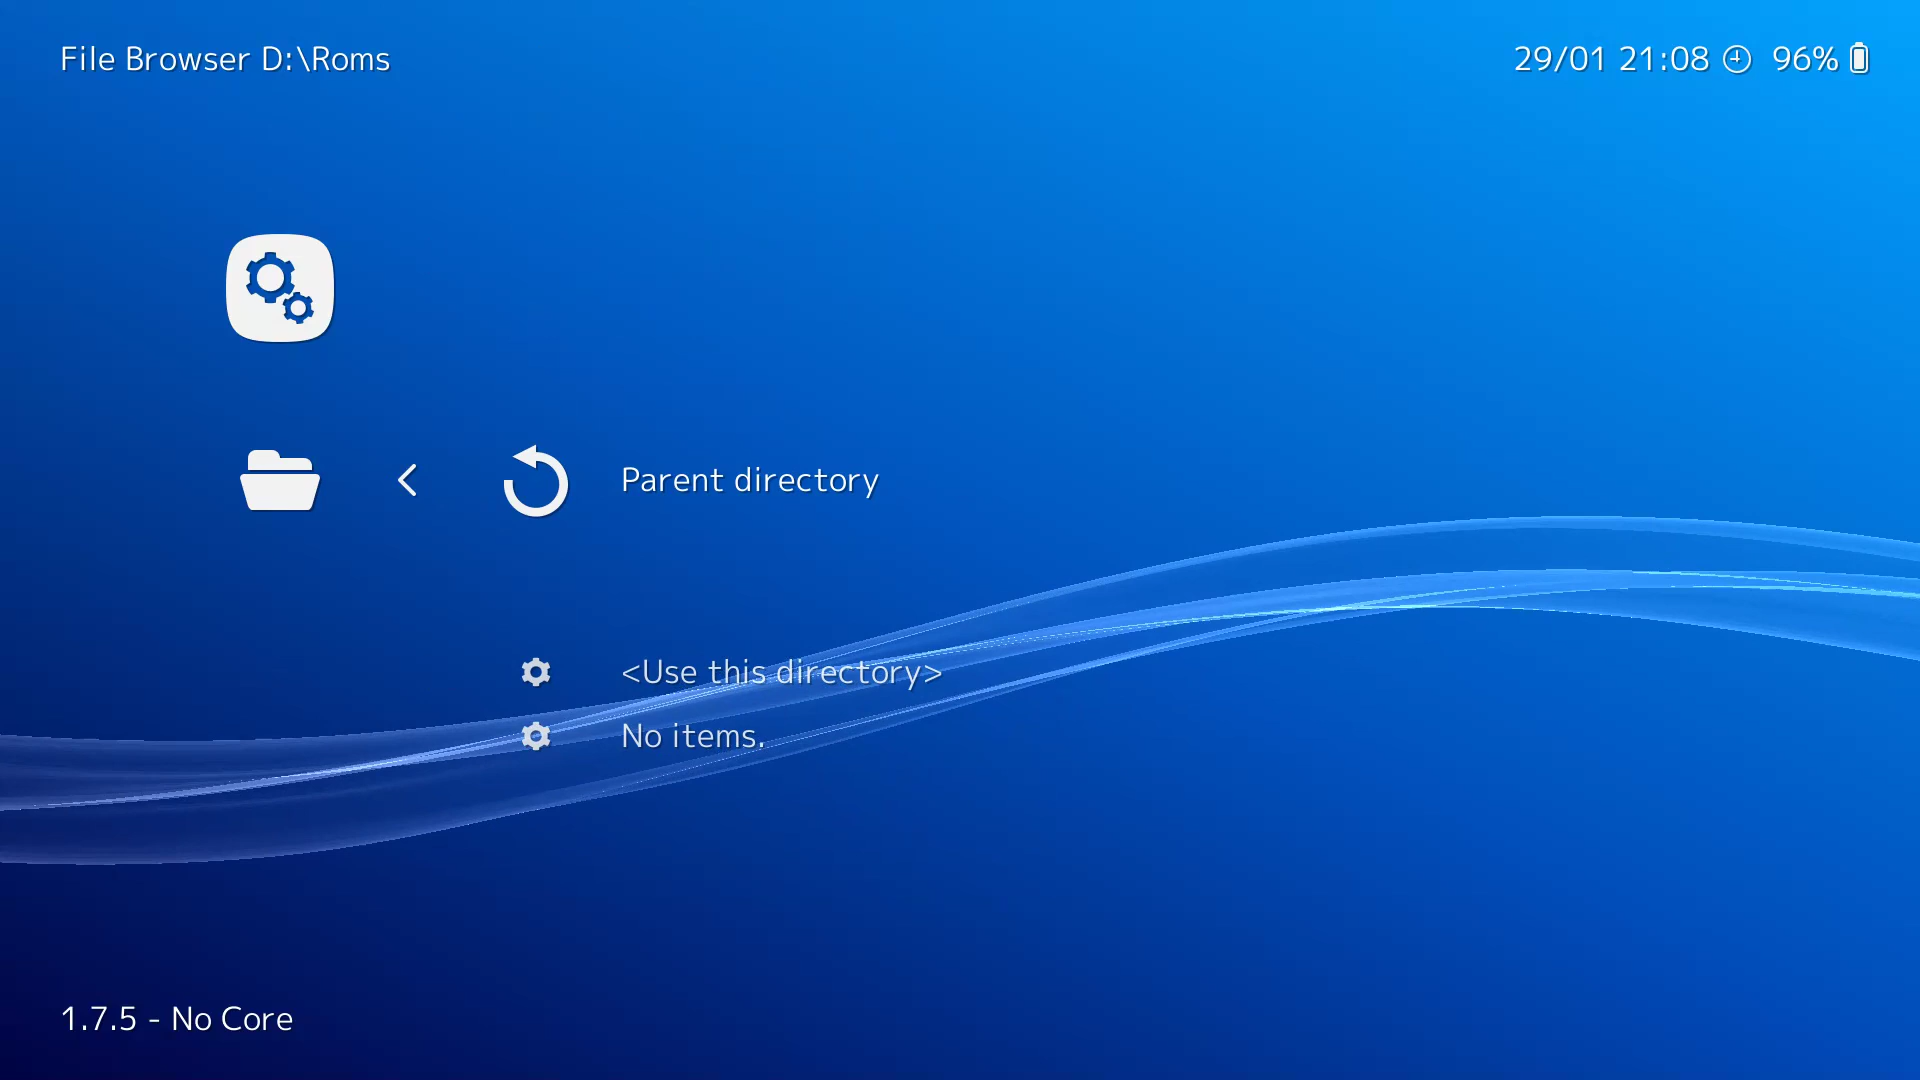 File Browser D:\Roms
29/01 21:08 96%
Parent directory
<Use this directory>
No items.
1.7.5 - No Core